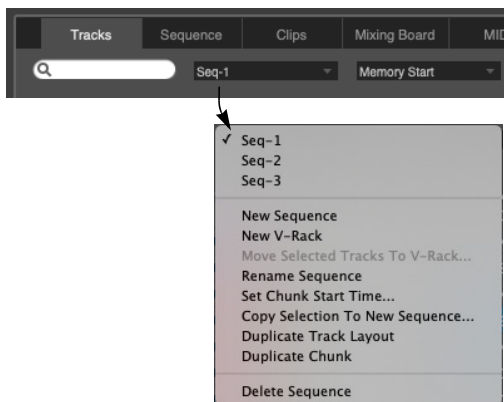 Tracks Sequence Clips Mixing Board MID
Seq-1 Memory Start
✓ Seq-1
Seq-2
Seq-3
New Sequence
New V-Rack
Move Selected Tracks To V-Rack...
Rename Sequence
Set Chunk Start Time...
Copy Selection To New Sequence...
Duplicate Track Layout
Duplicate Chunk
Delete Sequence